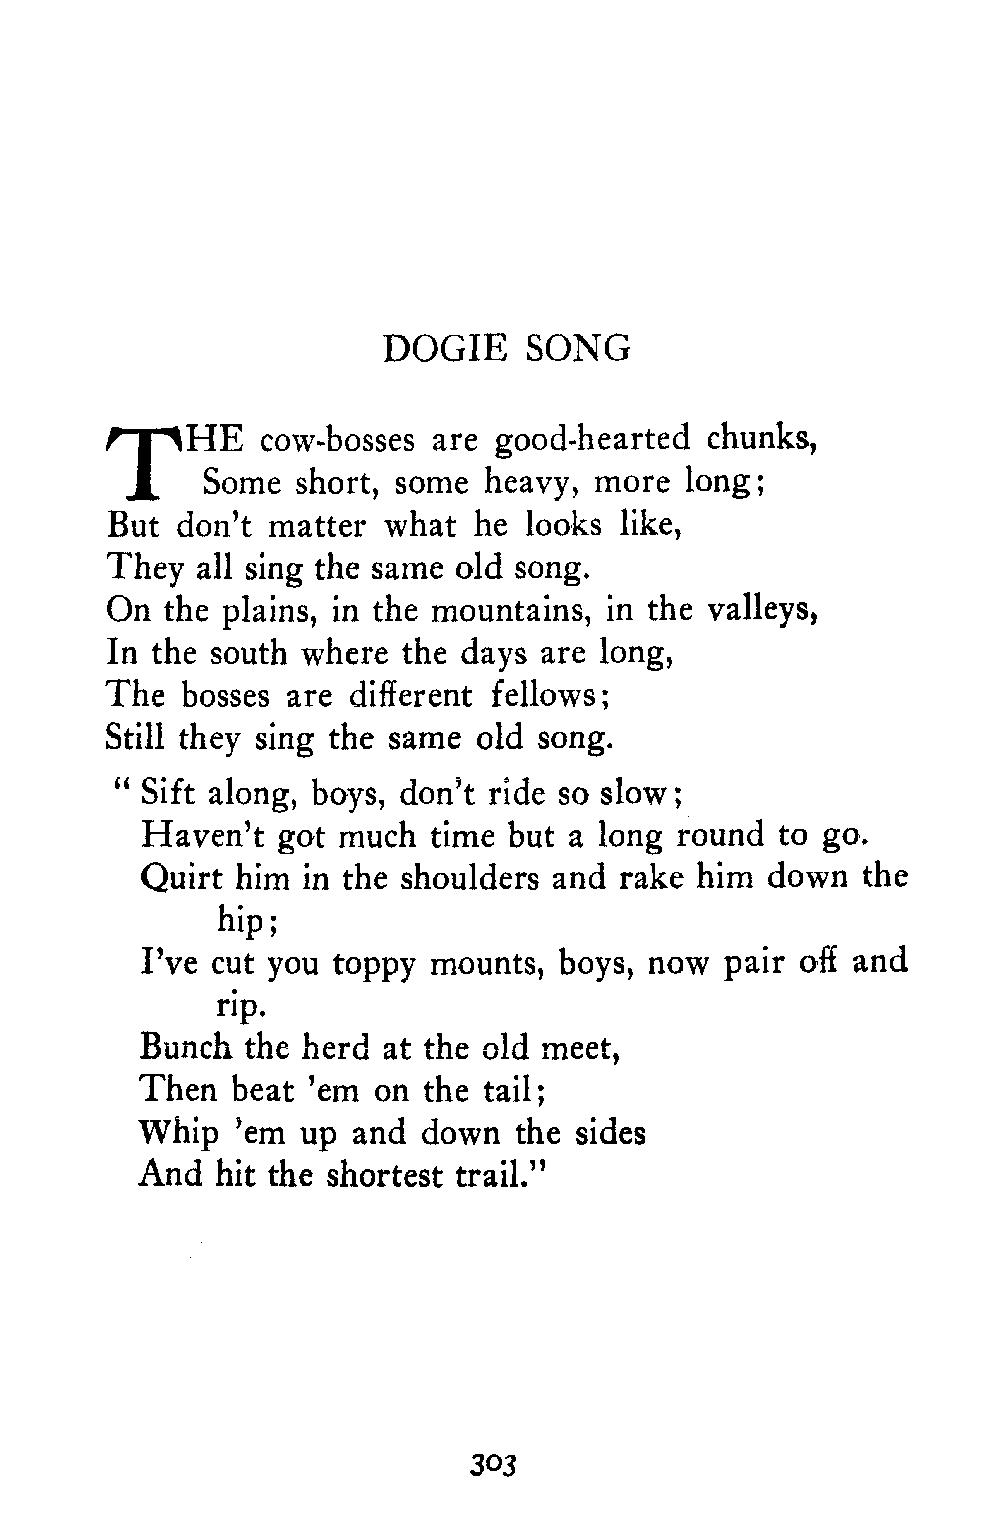 DOGIE SONG
THE cow-bosses are good-hearted chunks,
Some short, some heavy, more long;
But don't matter what he looks like,
They all sing the same old song.
On the plains, in the mountains, in the valleys,
In the south where the days are long,
The bosses are different fellows;
Still they sing the same old song.
“ Sift along, boys, don't ride so slow;
Haven't got much time but a long round to go.
Quirt him in the shoulders and rake him down the
hip;
I've cut you toppy mounts, boys, now pair off and
rip.
Bunch the herd at the old meet,
Then beat 'em on the tail;
Whip 'em up and down the sides
And hit the shortest trail.”
303